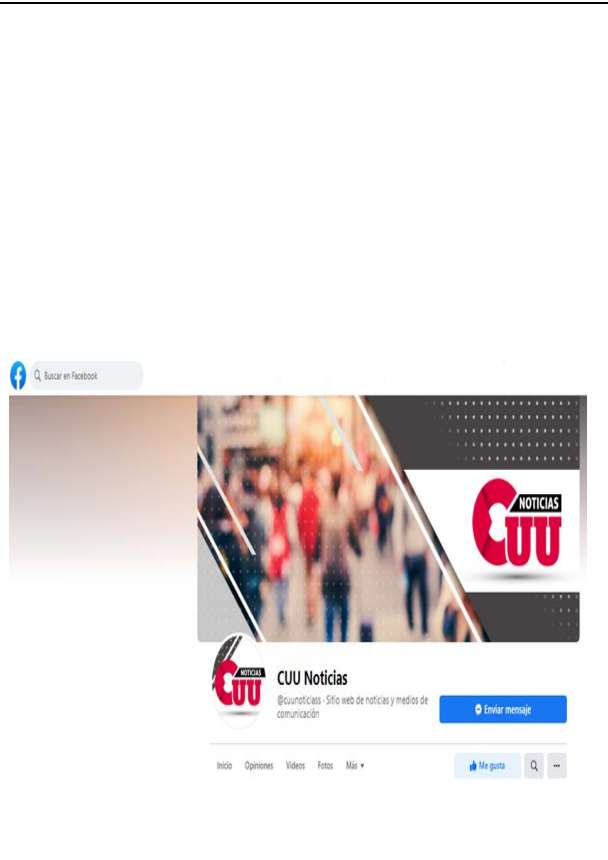 Buscar en Facebook
NOTICIAS
CUU
NOTICIAS
CUU
CUU Noticias
@cuunoticiass · Sitio web de noticias y medios de
comunicación
Enviar mensaje
Inicio Opiniones Videos Fotos Más
Me gusta